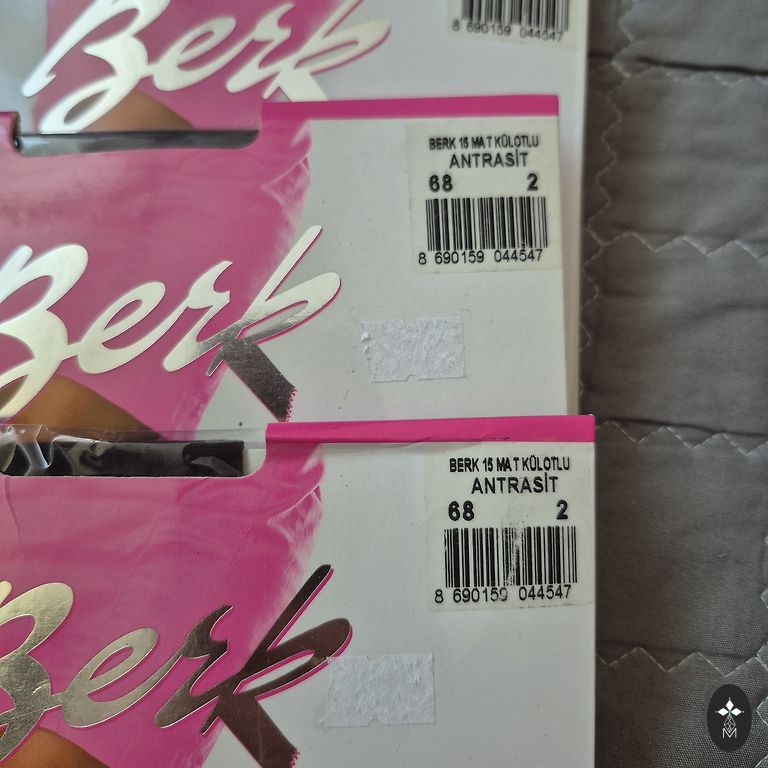 Berk
8 690159 044547
BERK 15 MAT KÜLOTLU
ANTRASİT
68 2
8 690159 044547
Berk
BERK 15 MAT KÜLOTLU
ANTRASİT
68 2
8 690159 044547
Berk